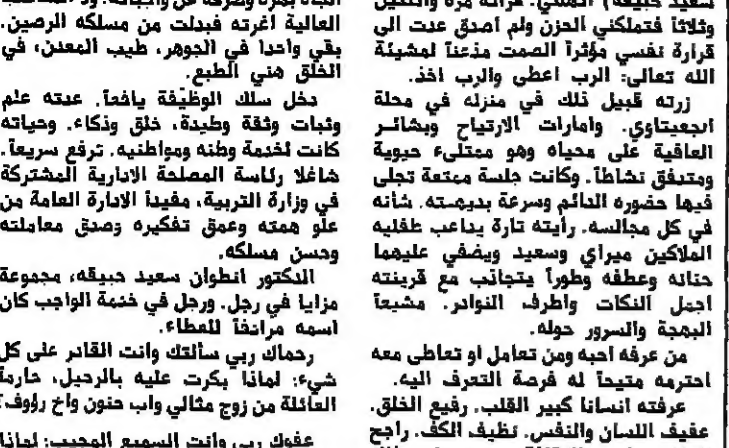 سعيد حبيقه) المسي. قرأته مرة واثنتين
وثلاثاً فتملكني الحزن ولم أصدق عدت الى
قرارة نفسي مؤثراً الصمت مذعناً لمشيئة
الله تعالى: الرب اعطى والرب اخذ.
زرته قبيل ذلك في منزله في محلة
الجعيتاوي. وامارات الارتياح وبشائر
العافية على محياه وهو ممتلىء حيوية
ومتدفق نشاطاً. وكانت جلسة ممتعة تجلى
فيها حضوره الدائم وسرعة بديهيته. شأنه
في كل مجالسه. رأيته تارة يداعب طفليه
الملاكين ميراي وسعيد ويضفي عليهما
حنانه وعطفه وطوراً يتجاذب مع قرينته
اجمل النكات واطرف النوادر. مشيعاً
البهجة والسرور حوله.
من عرفه احبه ومن تعامل او تعاطى معه
احترمه متيحاً له فرصة التعرف اليه.
عرفته انسانا كبير القلب. رفيع الخلق.
عفيف اللسان والنفس. نظيف الكف. راجح
العالية اغرته فبدلت من مسلكه الرصين.
بقي واحدا في الجوهر، طيب المعدن، في
الخلق هني الطبع.
دخل سلك الوظيفة يافعاً. عدته علم
وثبات وثقة وطيدة، خلق وذكاء. وحياته
كانت لخدمة وطنه ومواطنيه. ترفع سريعاً.
شاغلا رئاسة المصلحة الادارية المشتركة
في وزارة التربية، مفيداً الادارة العامة من
علو همته وعمق تفكيره وصدق معاملته
وحسن مسلكه.
الدكتور انطوان سعيد حبيقه، مجموعة
مزايا في رجل. ورجل في خدمة الواجب كان
اسمه مرادفاً للعطاء.
رحماك ربي سألتك وانت القادر على كل
شيء: لماذا بكرت عليه بالرحيل، حارماً
العائلة من زوج مثالي واب حنون واخ رؤوف؟
عفوك ربي وانت السميع المجيب: لماذا